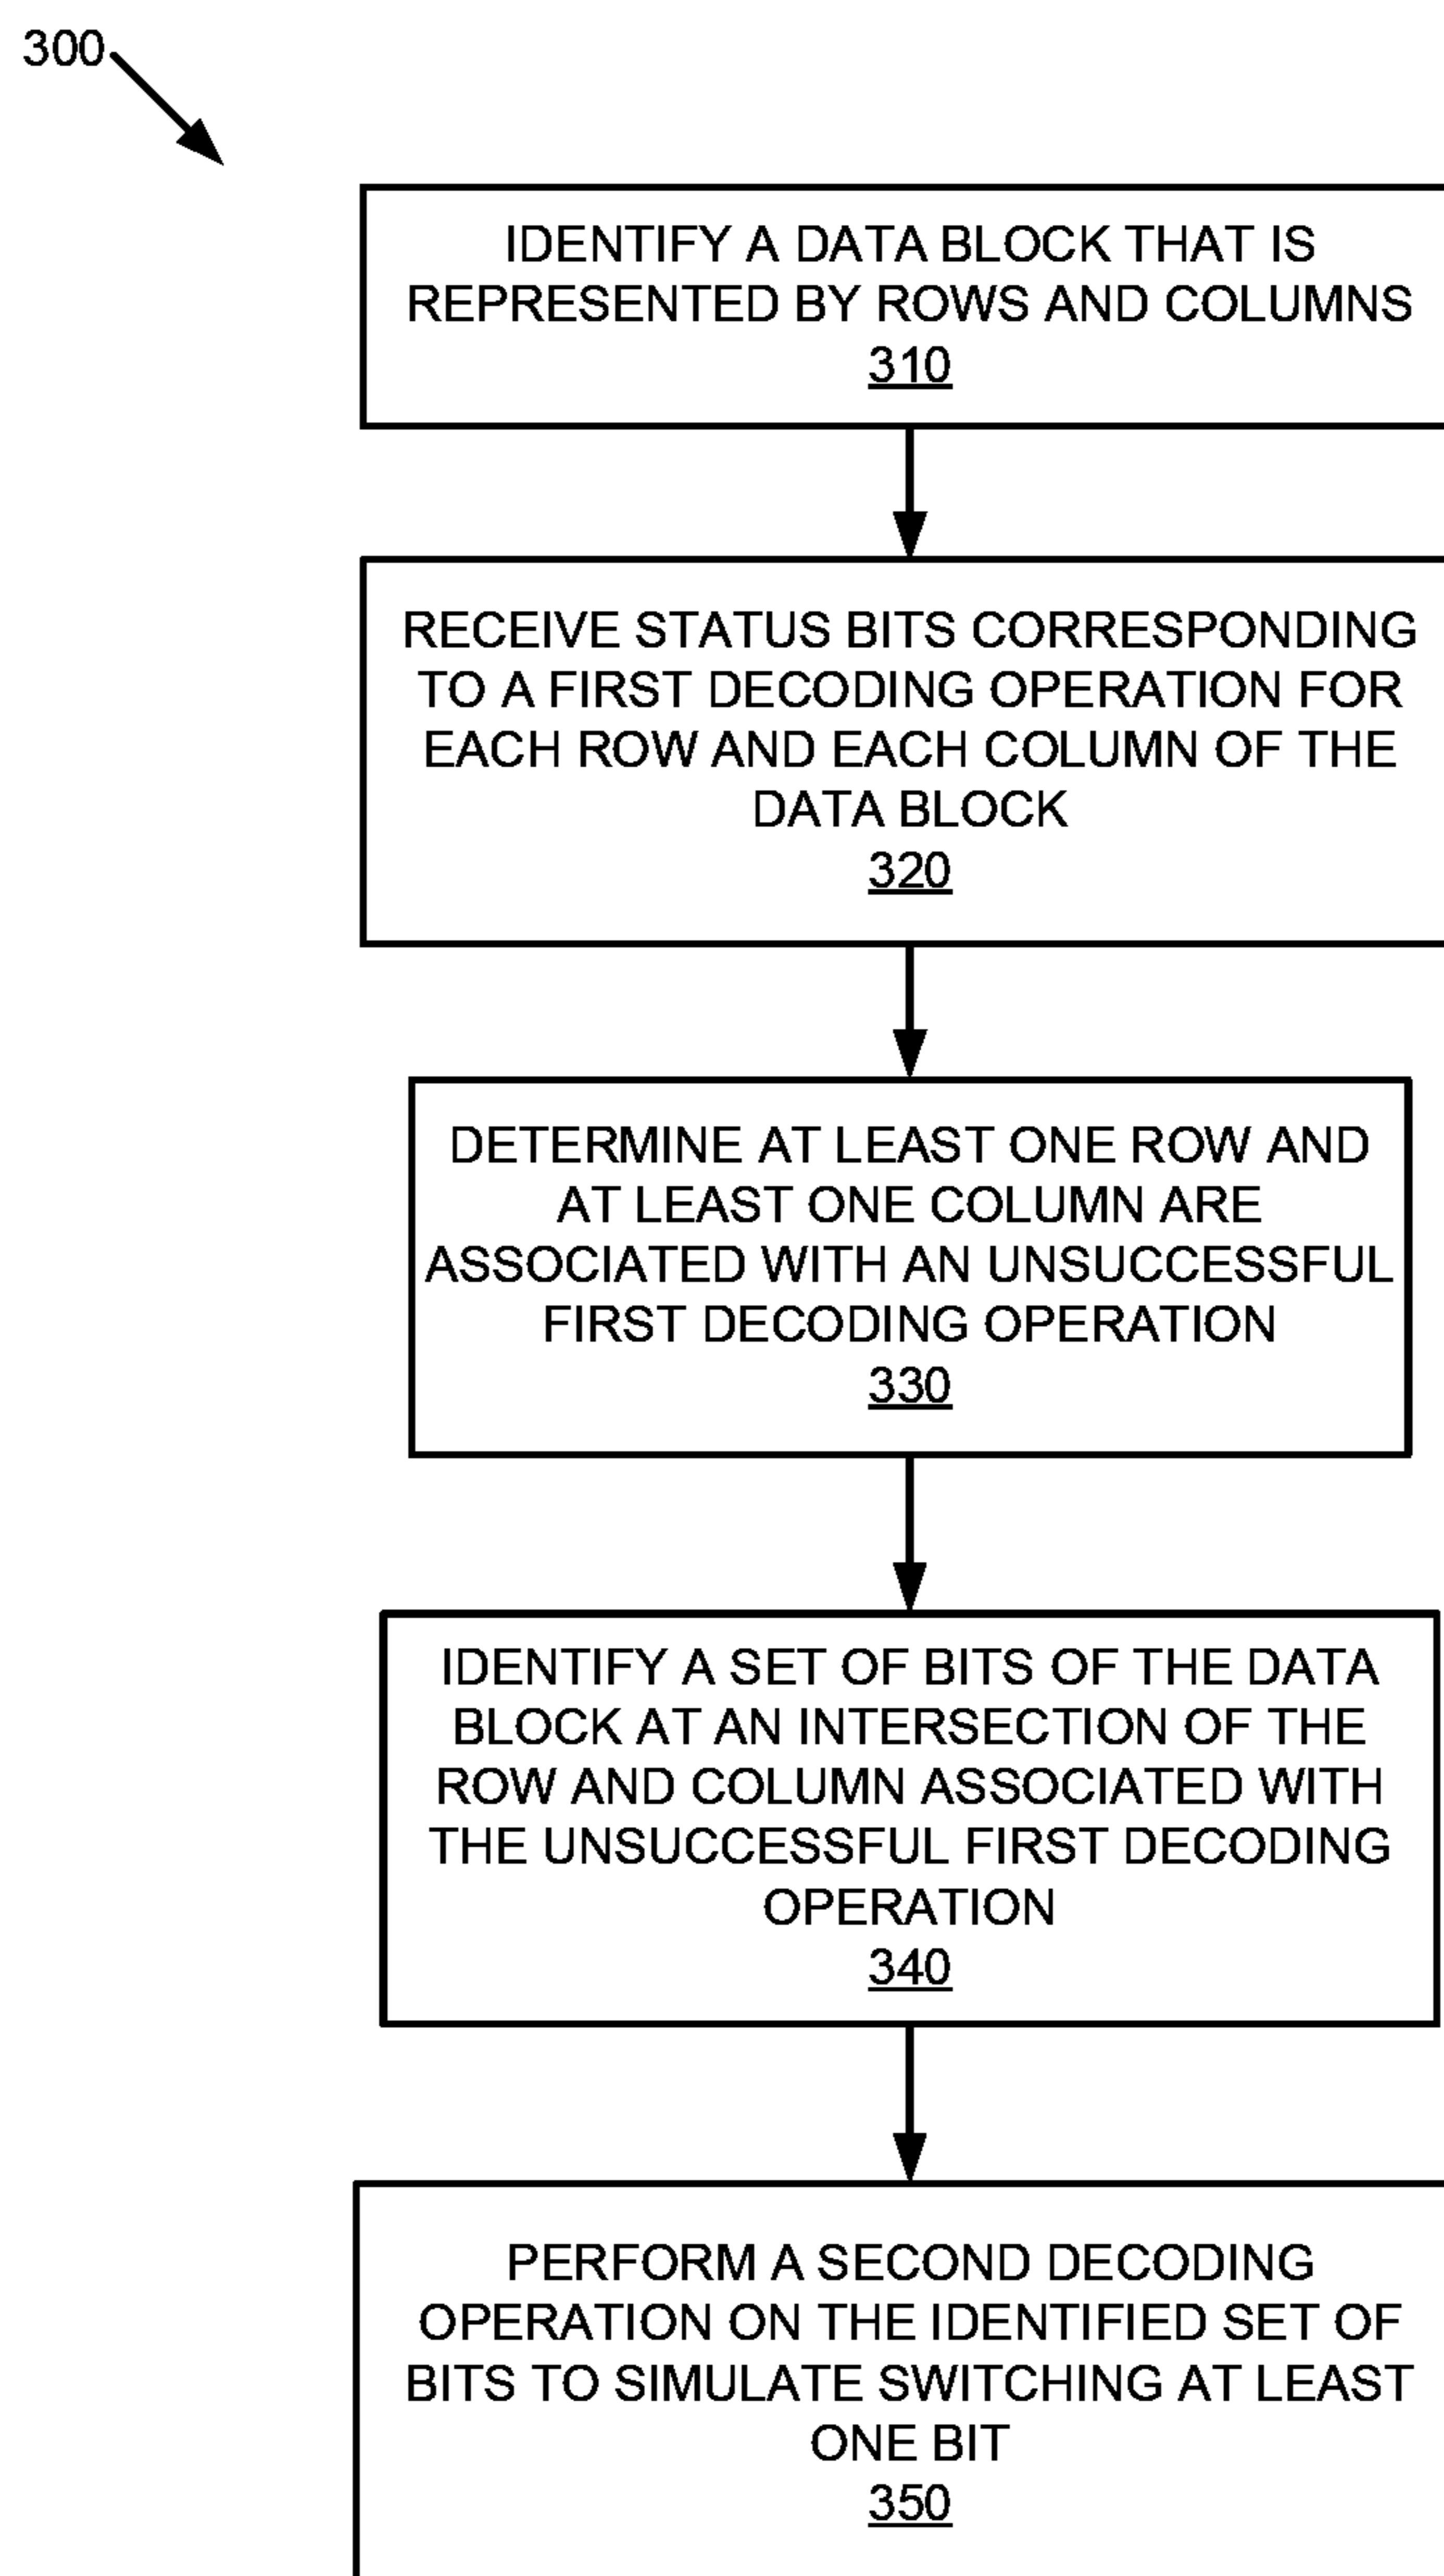 300
IDENTIFY A DATA BLOCK THAT IS
REPRESENTED BY ROWS AND COLUMNS
310
RECEIVE STATUS BITS CORRESPONDING
TO A FIRST DECODING OPERATION FOR
EACH ROW AND EACH COLUMN OF THE
DATA BLOCK
320
DETERMINE AT LEAST ONE ROW AND
AT LEAST ONE COLUMN ARE
ASSOCIATED WITH AN UNSUCCESSFUL
FIRST DECODING OPERATION
330
IDENTIFY A SET OF BITS OF THE DATA
BLOCK AT AN INTERSECTION OF THE
ROW AND COLUMN ASSOCIATED WITH
THE UNSUCCESSFUL FIRST DECODING
OPERATION
340
PERFORM A SECOND DECODING
OPERATION ON THE IDENTIFIED SET OF
BITS TO SIMULATE SWITCHING AT LEAST
ONE BIT
350